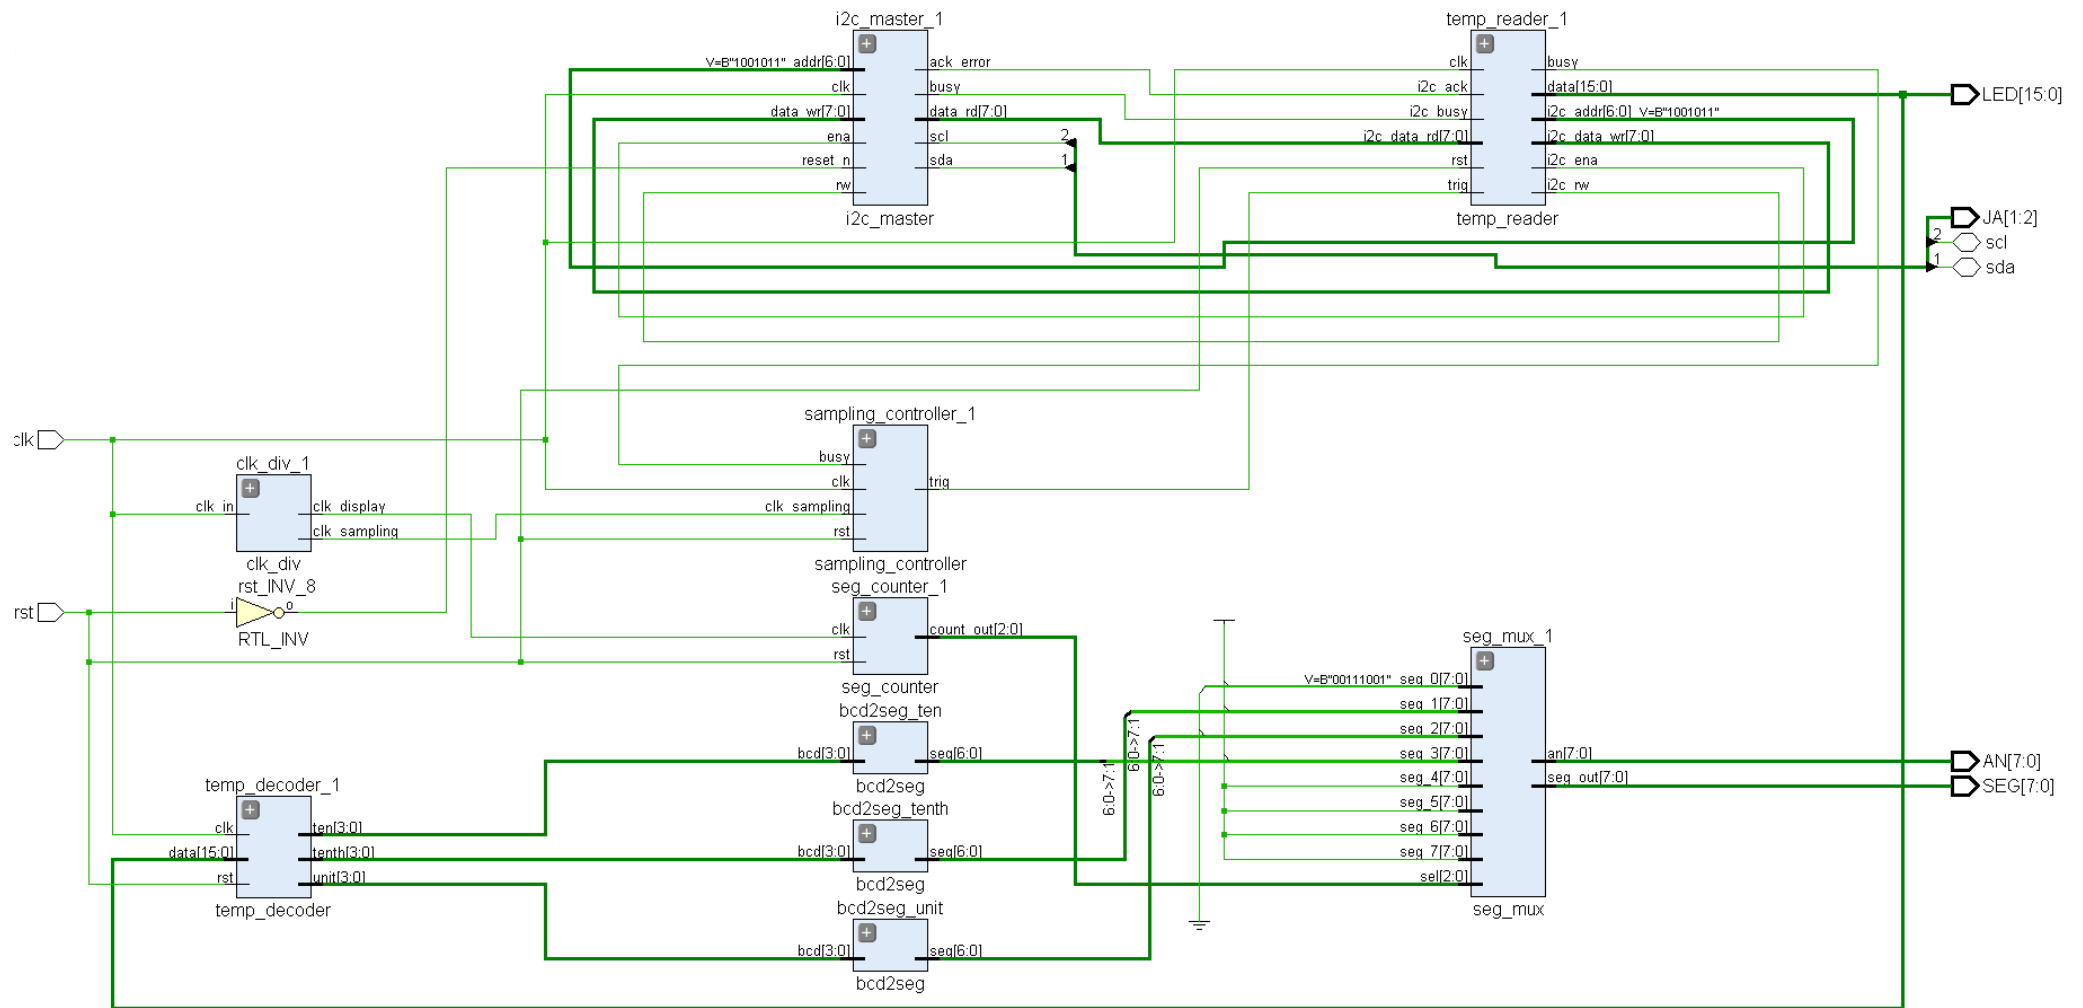 i2c_master_1
V=B"1001011" addr[6:0]
clk
data_wr[7:0]
ena
reset_n
rw
ack_error
busy
data_rd[7:0]
scl
sda
2
1
i2c_master
temp_reader_1
clk
i2c_ack
i2c_busy
i2c_data_rd[7:0]
rst
trig
busy
data[15:0]
i2c_addr[6:0] V=B"1001011"
i2c_data_wr[7:0]
i2c_ena
i2c_rw
temp_reader
LED[15:0]
JA[1:2]
2
scl
1
sda
clk
sampling_controller_1
busy
clk
clk_sampling
rst
trig
sampling_controller
clk_div_1
clk_in
clk_display
clk_sampling
clk_div
rst
rst_INV_8
i
o
RTL_INV
seg_counter_1
clk
rst
count_out[2:0]
seg_counter
bcd2seg_ten
bcd[3:0]
seg[6:0]
bcd2seg
bcd2seg_tenth
bcd[3:0]
seg[6:0]
bcd2seg
bcd2seg_unit
bcd[3:0]
seg[6:0]
bcd2seg
temp_decoder_1
clk
data[15:0]
rst
ten[3:0]
tenth[3:0]
unit[3:0]
temp_decoder
6:0->7:1
6:0->7:1
6:0->7:1
seg_mux_1
V=B"00111001" seg_0[7:0]
seg_1[7:0]
seg_2[7:0]
seg_3[7:0]
seg_4[7:0]
seg_5[7:0]
seg_6[7:0]
seg_7[7:0]
sel[2:0]
an[7:0]
seg_out[7:0]
seg_mux
AN[7:0]
SEG[7:0]